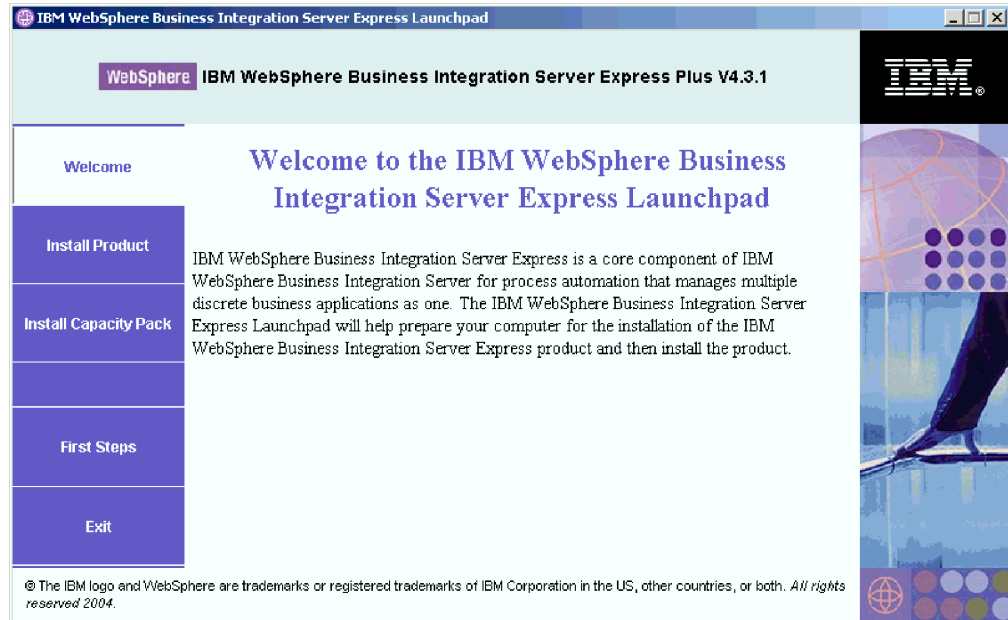 IBM WebSphere Business Integration Server Express Launchpad
WebSphere IBM WebSphere Business Integration Server Express Plus V4.3.1
IBM®
Welcome
Install Product
Install Capacity Pack
First Steps
Exit
Welcome to the IBM WebSphere Business
Integration Server Express Launchpad
IBM WebSphere Business Integration Server Express is a core component of IBM
WebSphere Business Integration Server for process automation that manages multiple
discrete business applications as one. The IBM WebSphere Business Integration Server
Express Launchpad will help prepare your computer for the installation of the IBM
WebSphere Business Integration Server Express product and then install the product.
© The IBM logo and WebSphere are trademarks or registered trademarks of IBM Corporation in the US, other countries, or both. All rights
reserved 2004.